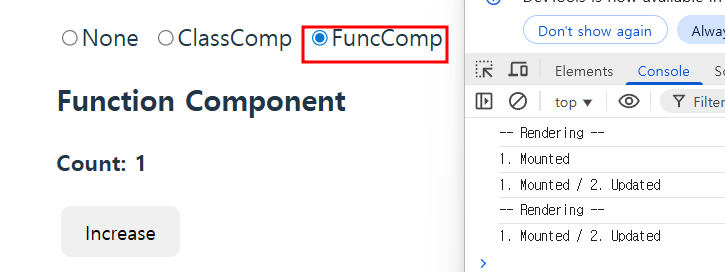 None ClassComp FuncComp
Function Component
Count: 1
Increase
DevTools is now available in
Don't show again
Alway
Elements Console Sou
top Filter
-- Rendering --
1. Mounted
1. Mounted / 2. Updated
-- Rendering --
1. Mounted / 2. Updated